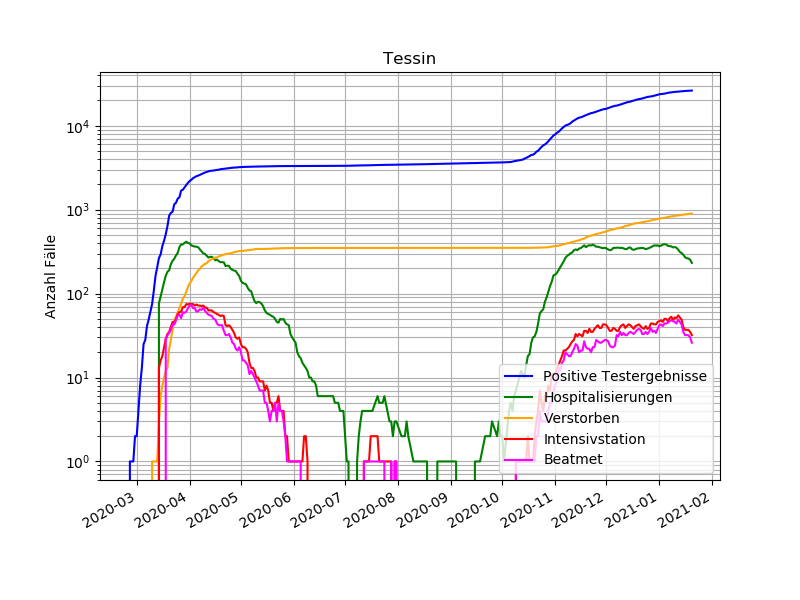 Tessin
Anzahl Fälle
10^4
10^3
10^2
10^1
10^0
Positive Testergebnisse
Hospitalisierungen
Verstorben
Intensivstation
Beatmet
2020-03
2020-04
2020-05
2020-06
2020-07
2020-08
2020-09
2020-10
2020-11
2020-12
2021-01
2021-02